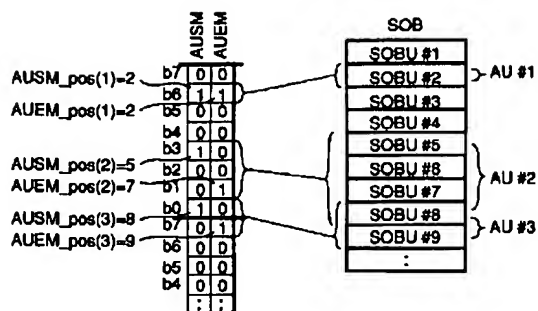 AUSM AUEM SOB
SOBU #1
b7 0 0
AUSM_pos(1)=2 SOBU #2 AU #1
b6 1 1
AUEM_pos(1)=2 SOBU #3
b5 0 0
b4 0 0 SOBU #4
b3 1 0 SOBU #5
AUSM_pos(2)=5 b2 0 0 SOBU #6 AU #2
AUEM_pos(2)=7 b1 0 1 SOBU #7
AUSM_pos(3)=8 b0 1 0 SOBU #8 AU #3
AUEM_pos(3)=9 b7 0 1 SOBU #9
b6 0 0
b5 0 0
b4 0 0